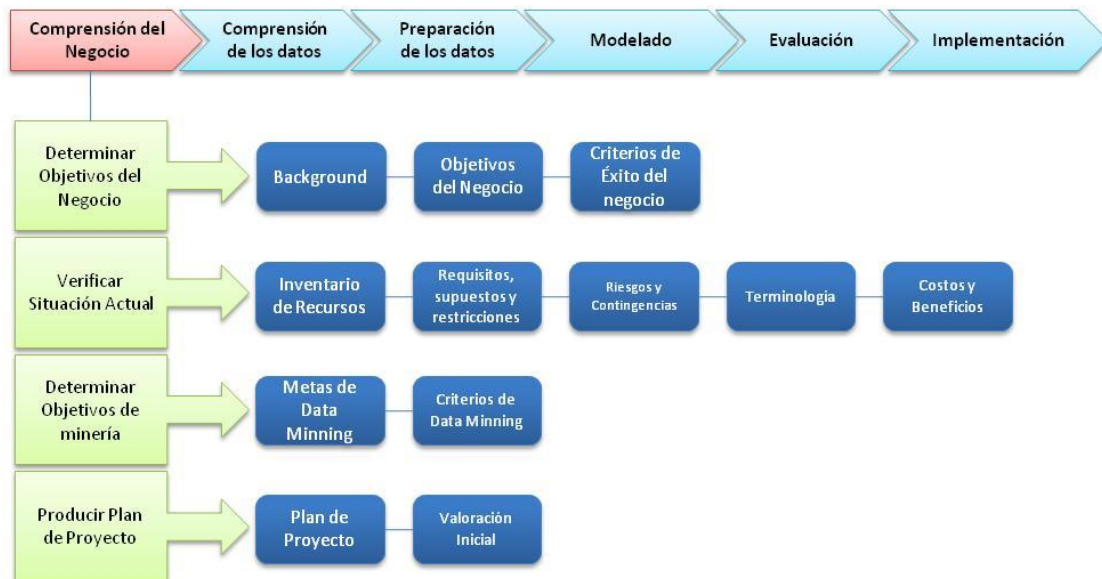 Comprensión del
Negocio
Comprensión
de los datos
Preparación
de los datos
Modelado
Evaluación
Implementación
Determinar
Objetivos del
Negocio
Background
Objetivos
del Negocio
Criterios de
Éxito del
negocio
Verificar
Situación Actual
Inventario
de Recursos
Requisitos,
supuestos y
restricciones
Riesgos y
Contingencias
Terminologia
Costos y
Beneficios
Determinar
Objetivos de
minería
Metas de
Data
Minning
Criterios de
Data Minning
Producir Plan
de Proyecto
Plan de
Proyecto
Valoración
Inicial